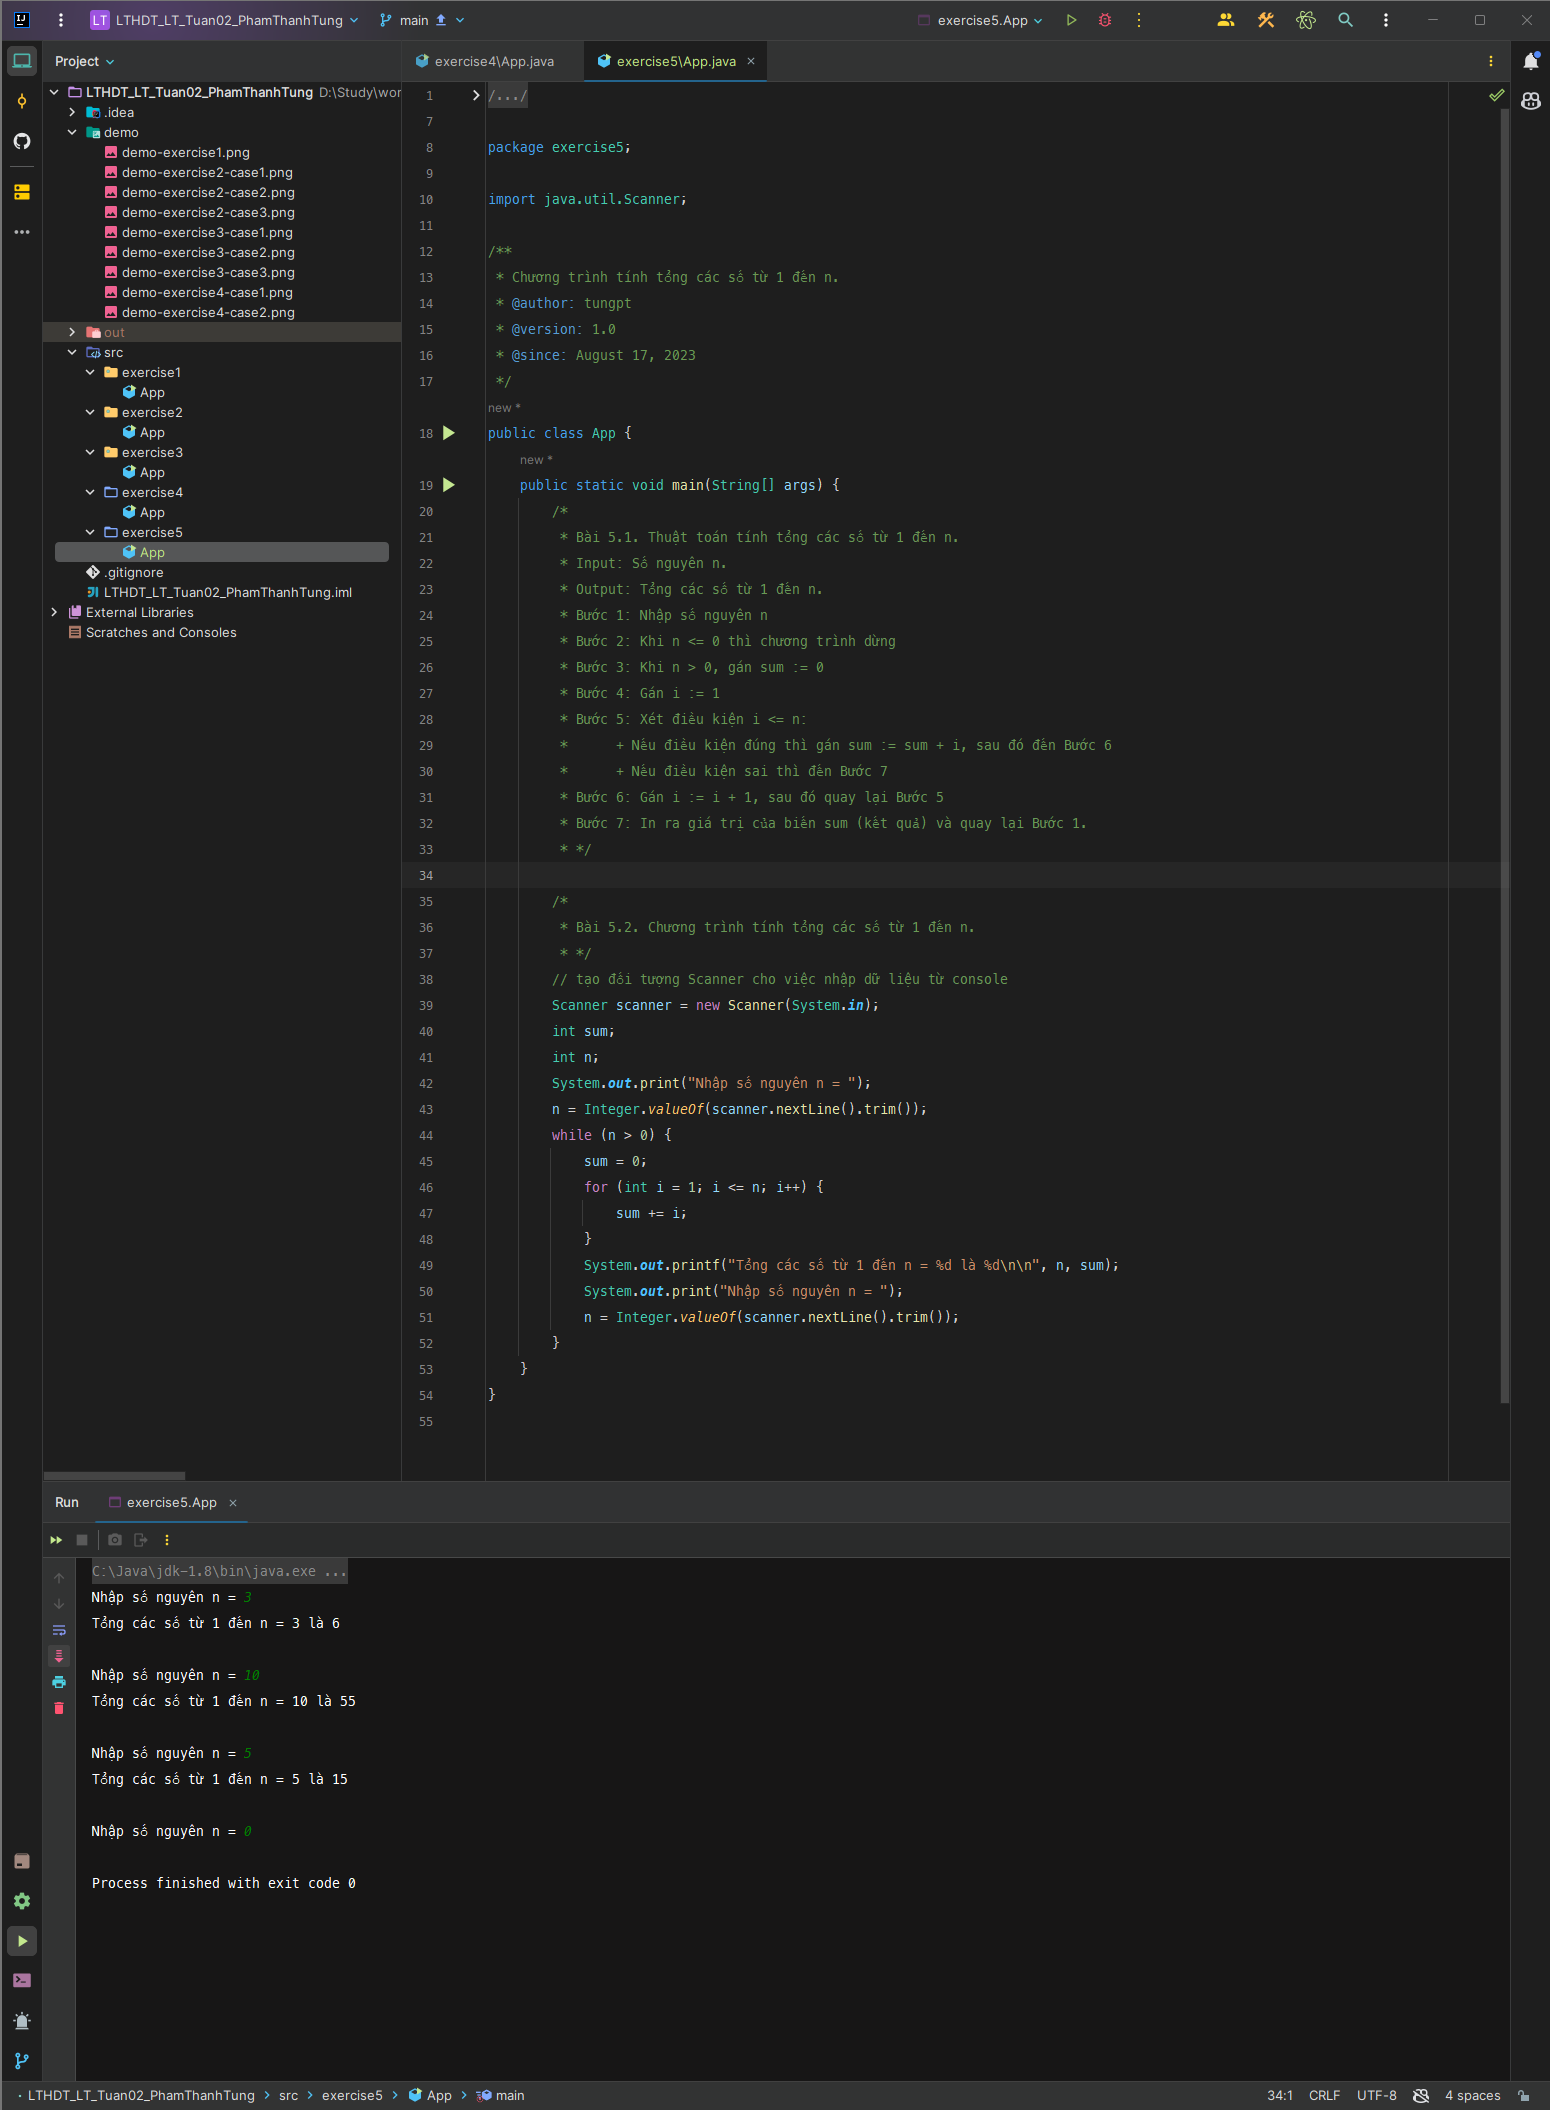 LT LTHDT_LT_Tuan02_PhamThanhTung main exercise5.App
Project
exercise4\App.java exercise5\App.java
LTHDT_LT_Tuan02_PhamThanhTung D:\Study\wor
.idea
demo
demo-exercise1.png
demo-exercise2-case1.png
demo-exercise2-case2.png
demo-exercise2-case3.png
demo-exercise3-case1.png
demo-exercise3-case2.png
demo-exercise3-case3.png
demo-exercise4-case1.png
demo-exercise4-case2.png
out
src
exercise1
App
exercise2
App
exercise3
App
exercise4
App
exercise5
App
.gitignore
LTHDT_LT_Tuan02_PhamThanhTung.iml
External Libraries
Scratches and Consoles
1 /.../
7
8 package exercise5;
9
10 import java.util.Scanner;
11
12 /**
13 * Chương trình tính tổng các số từ 1 đến n.
14 * @author: tungpt
15 * @version: 1.0
16 * @since: August 17, 2023
17 */
new *
18 public class App {
new *
19 public static void main(String[] args) {
20 /*
21 * Bài 5.1. Thuật toán tính tổng các số từ 1 đến n.
22 * Input: Số nguyên n.
23 * Output: Tổng các số từ 1 đến n.
24 * Bước 1: Nhập số nguyên n
25 * Bước 2: Khi n <= 0 thì chương trình dừng
26 * Bước 3: Khi n > 0, gán sum := 0
27 * Bước 4: Gán i := 1
28 * Bước 5: Xét điều kiện i <= n:
29 * + Nếu điều kiện đúng thì gán sum := sum + i, sau đó đến Bước 6
30 * + Nếu điều kiện sai thì đến Bước 7
31 * Bước 6: Gán i := i + 1, sau đó quay lại Bước 5
32 * Bước 7: In ra giá trị của biến sum (kết quả) và quay lại Bước 1.
33 * */
34
35 /*
36 * Bài 5.2. Chương trình tính tổng các số từ 1 đến n.
37 * */
38 // tạo đối tượng Scanner cho việc nhập dữ liệu từ console
39 Scanner scanner = new Scanner(System.in);
40 int sum;
41 int n;
42 System.out.print("Nhập số nguyên n = ");
43 n = Integer.valueOf(scanner.nextLine().trim());
44 while (n > 0) {
45 sum = 0;
46 for (int i = 1; i <= n; i++) {
47 sum += i;
48 }
49 System.out.printf("Tổng các số từ 1 đến n = %d là %d\n\n", n, sum);
50 System.out.print("Nhập số nguyên n = ");
51 n = Integer.valueOf(scanner.nextLine().trim());
52 }
53 }
54 }
55
Run exercise5.App
C:\Java\jdk-1.8\bin\java.exe ...
Nhập số nguyên n = 3
Tổng các số từ 1 đến n = 3 là 6
Nhập số nguyên n = 10
Tổng các số từ 1 đến n = 10 là 55
Nhập số nguyên n = 5
Tổng các số từ 1 đến n = 5 là 15
Nhập số nguyên n = 0
Process finished with exit code 0
LTHDT_LT_Tuan02_PhamThanhTung > src > exercise5 > App > main 34:1 CRLF UTF-8 4 spaces